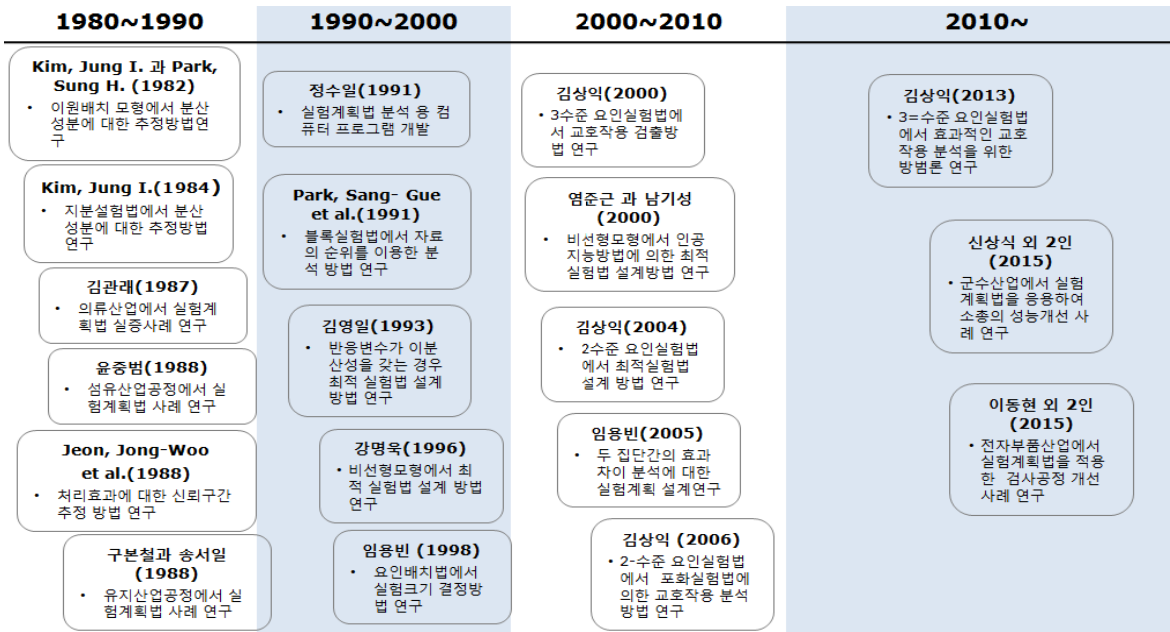 1980~1990
Kim, Jung I. 과 Park,
Sung H. (1982)
• 이원배치 모형에서 분산
성분에 대한 추정방법연
구
Kim, Jung I.(1984)
• 지분설험법에서 분산
성분에 대한 추정방법
연구
김관래(1987)
• 의류산업에서 실험계
획법 실증사례 연구
윤중범(1988)
• 섬유산업공정에서 실
험계획법 사례 연구
Jeon, Jong-Woo
et al.(1988)
• 처리효과에 대한 신뢰구간
추정 방법 연구
구본철과 송서일
(1988)
• 유지산업공정에서 실
험계획법 사례 연구
1990~2000
정수일(1991)
• 실험계획법 분석 용 컴
퓨터 프로그램 개발
Park, Sang- Gue
et al.(1991)
• 블록실험법에서 자료
의 순위를 이용한 분
석 방법 연구
김영일(1993)
• 반응변수가 이분
산성을 갖는 경우
최적 실험법 설계
방법 연구
강명욱(1996)
• 비선형모형에서 최
적 실험법 설계 방법
연구
임용빈(1998)
• 요인배치법에서
실험크기 결정방
법 연구
2000~2010
김상익(2000)
• 3수준 요인실험법에
서 교호작용 검출방
법 연구
염준근 과 남기성
(2000)
• 비선형모형에서 인공
지능방법에 의한 최적
실험법 설계방법 연구
김상익(2004)
• 2수준 요인실험법
에서 최적실험법
설계 방법 연구
임용빈(2005)
• 두 집단간의 효과
차이 분석에 대한
실험계획 설계연구
김상익 (2006)
• 2-수준 요인실험법
에서 포화실험법에
의한 교호작용 분석
방법 연구
2010~
김상익(2013)
• 3=수준 요인실험법
에서 효과적인 교호
작용 분석을 위한
방범론 연구
신상식 외 2인
(2015)
• 군수산업에서 실험
계획법을 응용하여
소총의 성능개선 사
례 연구
이동현 외 2인
(2015)
• 전자부품산업에서
실험계획법을 적용
한 검사공정 개선
사례 연구